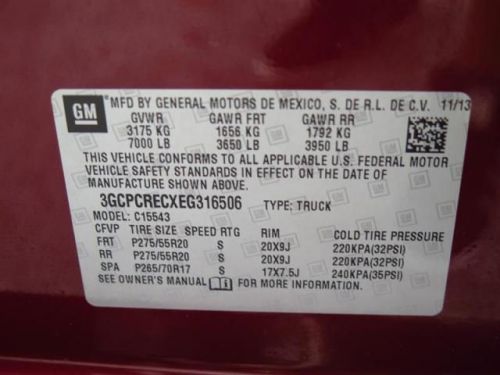 GM MFD BY GENERAL MOTORS DE MEXICO, S. DE R.L. DE C.V. 11/13
GVWR GAWR FRT GAWR RR
3175 KG 1656 KG 1792 KG
7000 LB 3650 LB 3950 LB
THIS VEHICLE CONFORMS TO ALL APPLICABLE U.S. FEDERAL MOTOR
VEHICLE SAFETY STANDARDS IN EFFECT ON THE DATE OF
MANUFACTURE SHOWN ABOVE.
3GCPCRECXEG316506 TYPE: TRUCK
MODEL: C15543
CFVP TIRE SIZE SPEED RTG RIM COLD TIRE PRESSURE
FRT P275/55R20 S 20X9J 220KPA(32PSI)
RR P275/55R20 S 20X9J 220KPA(32PSI)
SPA P265/70R17 S 17X7.5J 240KPA(35PSI)
SEE OWNER'S MANUAL FOR MORE INFORMATION.